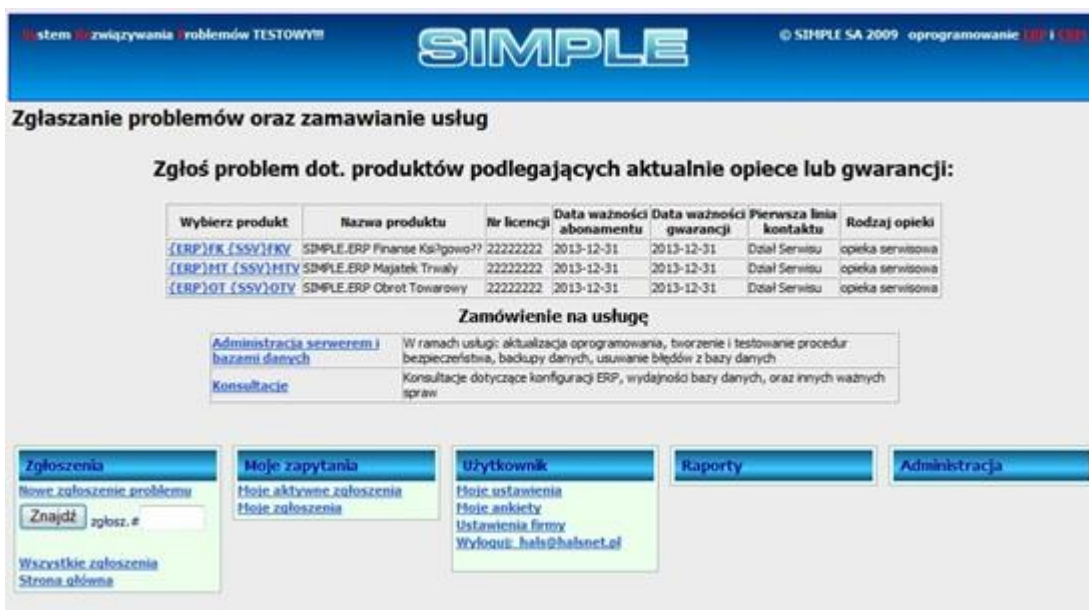 System Rozwiązywania Problemów TESTOWY!!!
SIMPLE
© SIMPLE SA 2009 oprogramowanie ERP i CRM
Zgłaszanie problemów oraz zamawianie usług
Zgłoś problem dot. produktów podlegających aktualnie opiece lub gwarancji:
Wybierz produkt Nazwa produktu Nr licencji Data ważności abonamentu Data ważności gwarancji Pierwsza linia kontaktu Rodzaj opieki
{ERP}FK {SSV}FKV SIMPLE.ERP Finanse Ksi?gowo?? 22222222 2013-12-31 2013-12-31 Dział Serwisu opieka serwisowa
{ERP}MT {SSV}MTV SIMPLE.ERP Majatek Trwaly 22222222 2013-12-31 2013-12-31 Dział Serwisu opieka serwisowa
{ERP}OT {SSV}OTV SIMPLE.ERP Obrot Towarowy 22222222 2013-12-31 2013-12-31 Dział Serwisu opieka serwisowa
Zamówienie na usługę
Administracja serwerem i bazami danych
W ramach usługi: aktualizacja oprogramowania, tworzenie i testowanie procedur
bezpieczeństwa, backupy danych, usuwanie błędów z bazy danych
Konsultacje
Konsultacje dotyczące konfiguracji ERP, wydajności bazy danych, oraz innych ważnych
spraw
Zgłoszenia
Nowe zgłoszenie problemu
Znajdź zgłosz.#
Wszystkie zgłoszenia
Strona główna
Moje zapytania
Moje aktywne zgłoszenia
Moje zgłoszenia
Użytkownik
Moje ustawienia
Moje ankiety
Ustawienia firmy
Wyloguj: hals@halsnet.pl
Raporty
Administracja